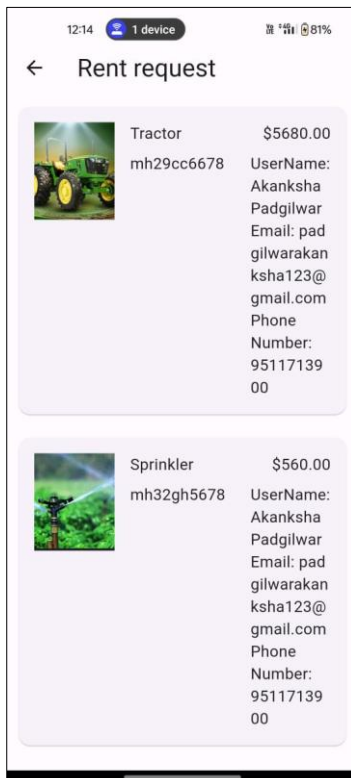 12:14 1 device 81%
Rent request
Tractor $5680.00
mh29cc6678 UserName:
Akanksha
Padgilwar
Email: pad
gilwarakan
ksha123@
gmail.com
Phone
Number:
95117139
00
Sprinkler $560.00
mh32gh5678 UserName:
Akanksha
Padgilwar
Email: pad
gilwarakan
ksha123@
gmail.com
Phone
Number:
95117139
00